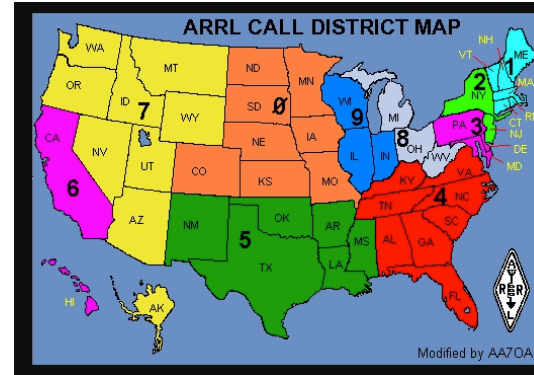 ARRL CALL DISTRICT MAP
WA
MT
ND
MN
VT
NH
ME
1
OR
ID
7
WY
SD
Ø
WI
9
MI
2
NY
MA
RI
CT
NJ
PA
3
DE
MD
CA
NV
UT
CO
NE
IA
IL
IN
8
OH
WV
VA
6
KS
MO
KY
4
NC
TN
SC
AZ
NM
5
OK
AR
TX
LA
MS
AL
GA
FL
HI
AK
A
R R
L
Modified by AA7OA